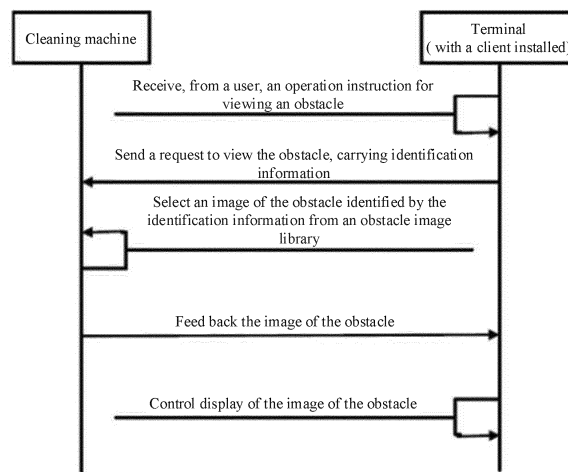 Cleaning machine
Terminal
( with a client installed)
Receive, from a user, an operation instruction for
viewing an obstacle
Send a request to view the obstacle, carrying identification
information
Select an image of the obstacle identified by the
identification information from an obstacle image
library
Feed back the image of the obstacle
Control display of the image of the obstacle